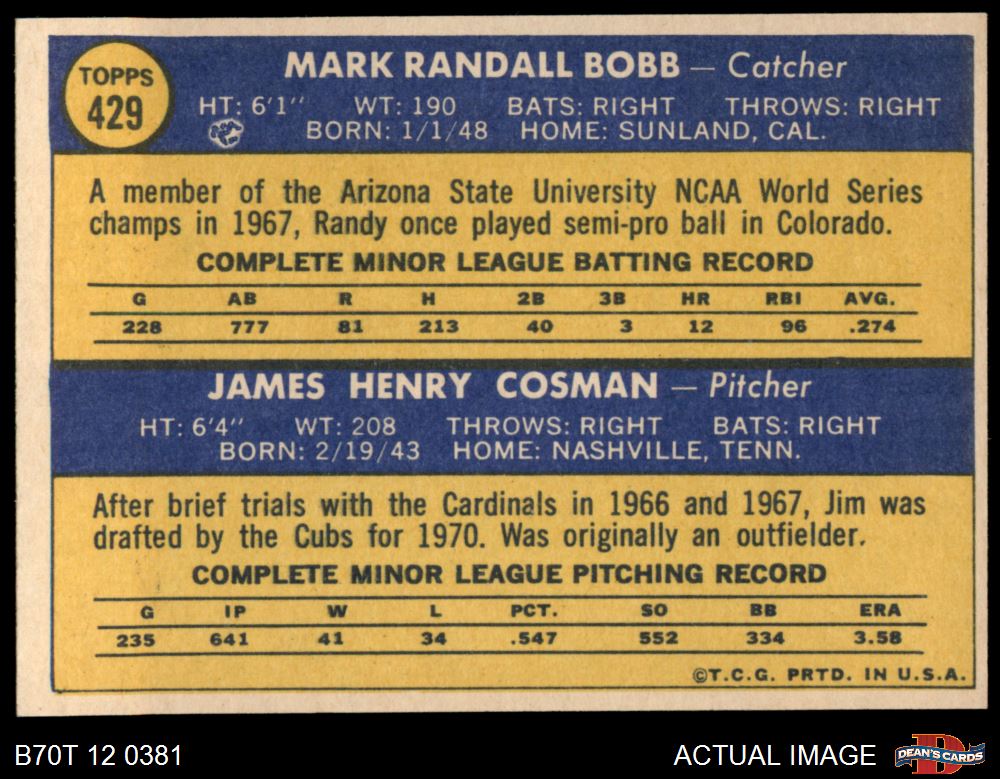 TOPPS
429
MARK RANDALL BOBB — Catcher
HT: 6'1" WT: 190 BATS: RIGHT THROWS: RIGHT
BORN: 1/1/48 HOME: SUNLAND, CAL.
A member of the Arizona State University NCAA World Series
champs in 1967, Randy once played semi-pro ball in Colorado.
COMPLETE MINOR LEAGUE BATTING RECORD
G AB R H 2B 3B HR RBI AVG.
228 777 81 213 40 3 12 96 .274
JAMES HENRY COSMAN — Pitcher
HT: 6'4" WT: 208 THROWS: RIGHT BATS: RIGHT
BORN: 2/19/43 HOME: NASHVILLE, TENN.
After brief trials with the Cardinals in 1966 and 1967, Jim was
drafted by the Cubs for 1970. Was originally an outfielder.
COMPLETE MINOR LEAGUE PITCHING RECORD
G IP W L PCT. SO BB ERA
235 641 41 34 .547 552 334 3.58
©T.C.G. PRTD. IN U.S.A.
B70T 12 0381 ACTUAL IMAGE D DEAN'S CARDS